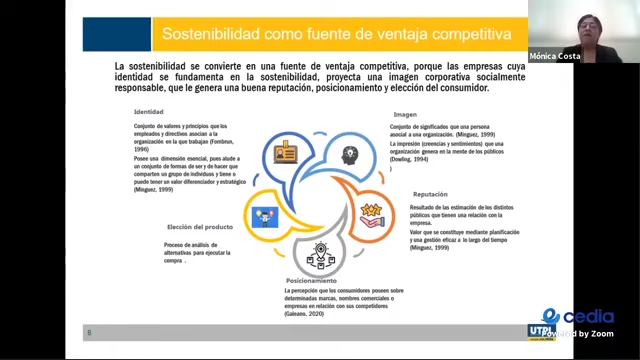 Sostenibilidad como fuente de ventaja competitiva
Mónica Costa
La sostenibilidad se convierte en una fuente de ventaja competitiva, porque las empresas cuya
identidad se fundamenta en la sostenibilidad, proyecta una imagen corporativa socialmente
responsable, que le genera una buena reputación, posicionamiento y elección del consumidor.
Identidad
Conjunto de valores y principios que los
empleados y directivos asocian a la
organización en la que trabajan (Fombrun,
1996)
Posee una dimensión esencial, pues alude a
un conjunto de formas de ser y de hacer que
comparten un grupo de individuos y tiene o
puede tener un valor diferenciador y estratégico
(Mínguez, 1999)
Imagen
Conjunto de significados que una persona
asocial a una organización. (Mínguez, 1999)
La impresión (creencias y sentimientos) que una
organización genera en la mente de los públicos
(Dowling, 1994)
)
Reputación
Resultado de las estimación de los distintos
públicos que tienen una relación con la
empresa.
Valor que se constituye mediante planificación
y una gestión eficaz a lo largo del tiempo
(Mínguez, 1999)
Elección del producto
Proceso de análisis de
alternativas para ejecutar la
compra .
Posicionamiento
La percepción que los consumidores poseen sobre
determinadas marcas, nombres comerciales o
empresas en relación con sus competidores
(Galeano, 2020)
8
UTPL
cedia
Powered by Zoom